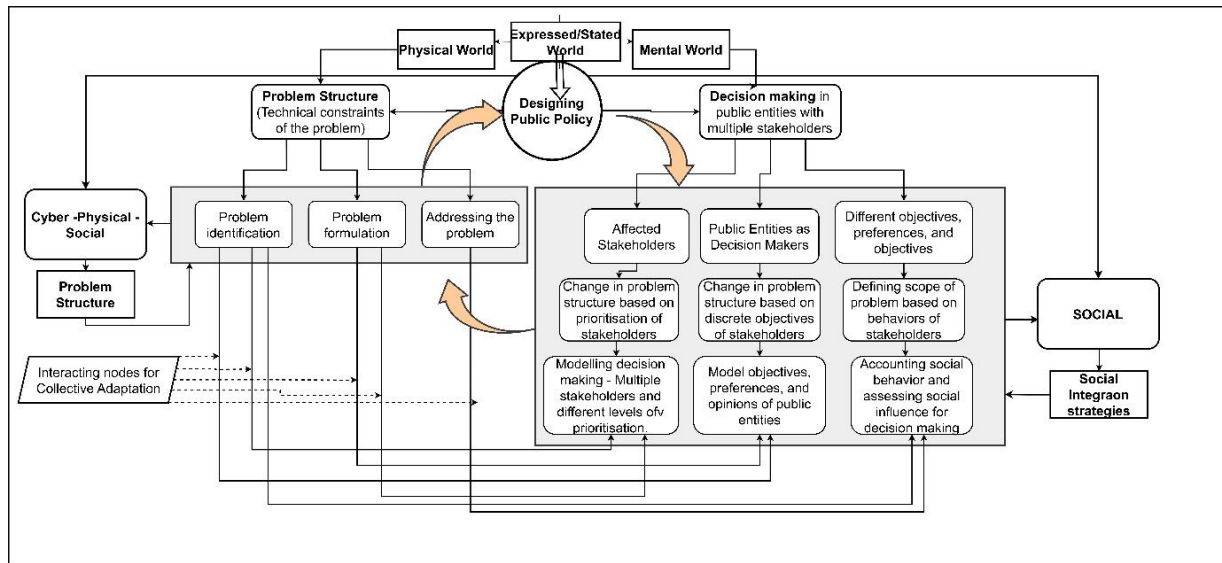 Physical World
Expressed/Stated
World
Mental World
Problem Structure
(Technical constraints
of the problem)
Designing
Public Policy
Decision making in
public entities with
multiple stakeholders
Cyber -Physical -
Social
Problem
identification
Problem
formulation
Addressing the
problem
Affected
Stakeholders
Public Entities as
Decision Makers
Different objectives,
preferences, and
objectives
Problem
Structure
Change in problem
structure based on
prioritisation of
stakeholders
Change in problem
structure based on
discrete objectives
of stakeholders
Defining scope of
problem based on
behaviors of
stakeholders
SOCIAL
Interacting nodes for
Collective Adaptation
Modelling decision
making - Multiple
stakeholders and
different levels ofv
prioritisation.
Model objectives,
preferences, and
opinions of public
entities
Accounting social
behavior and
assessing social
influence for
decision making
Social
Integraon
strategies